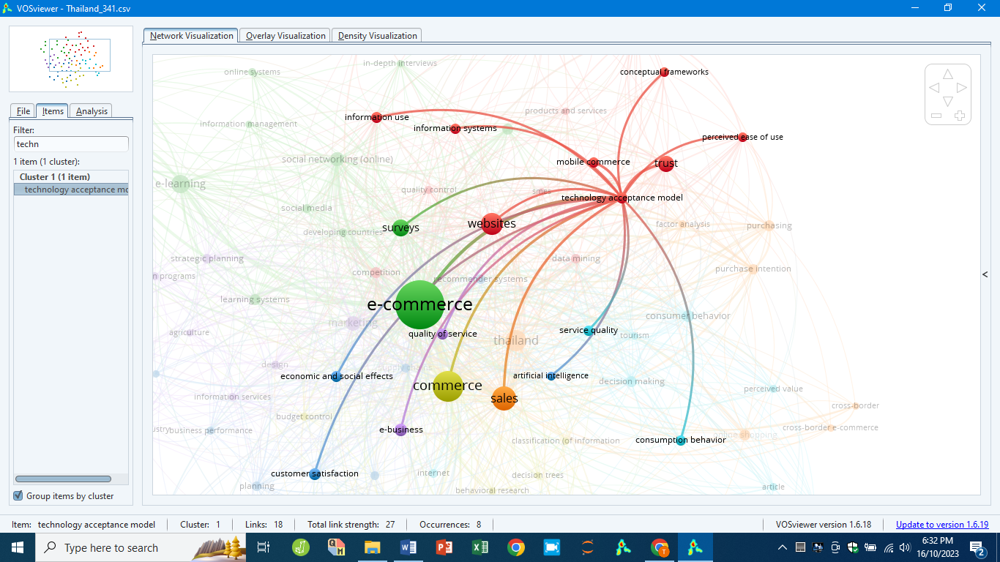 VOSviewer - Thailand_341.csv
Network Visualization
Overlay Visualization
Density Visualization
File
Items
Analysis
Filter:
techn
1 item (1 cluster):
Cluster 1 (1 item)
technology acceptance mo
Group items by cluster
in-depth interviews
online systems
conceptual frameworks
products and services
information use
information management
information systems
perceived ease of use
social networking (online)
mobile commerce
trust
e-learning
quality control
smes
technology acceptance model
social media
websites
factor analysis
purchasing
surveys
developing countries
strategic planning
data mining
purchase intention
n programs
competition
recommender systems
learning systems
e-commerce
consumer behavior
marketing
agriculture
quality of service
service quality
tourism
thailand
design
supply chains
economic and social effects
artificial intelligence
decision making
commerce
perceived value
information services
sales
cross-border
budget control
ustry
business performance
e-business
cross-border e-commerce
online shopping
classification (of information
consumption behavior
customer satisfaction
internet
decision trees
planning
behavioral research
article
<
Item: technology acceptance model
Cluster: 1
Links: 18
Total link strength: 27
Occurrences: 8
VOSviewer version 1.6.18
Update to version 1.6.19
Type here to search
6:32 PM
16/10/2023
2